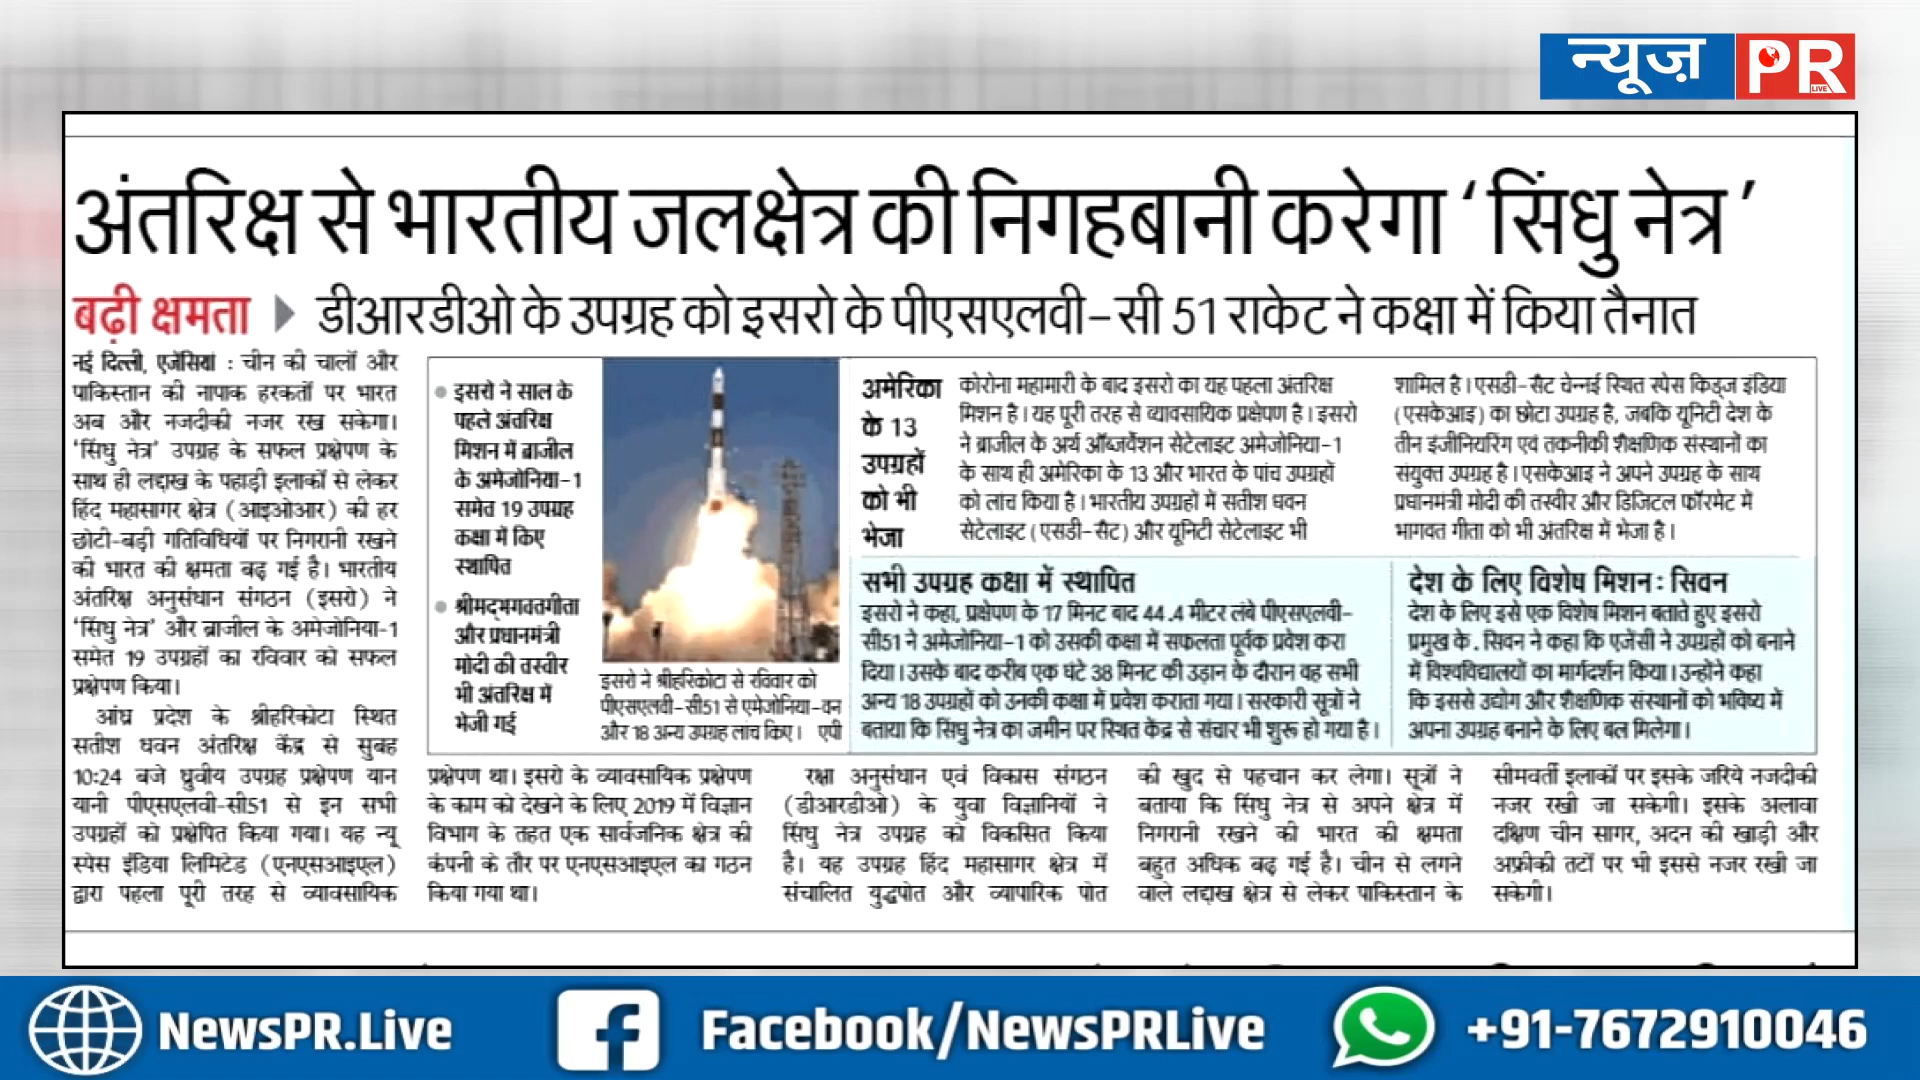 न्यूज़ PR
LIVE
अंतरिक्ष से भारतीय जलक्षेत्र की निगहबानी करेगा ‘सिंधु नेत्र’
बढ़ी क्षमता ▶ डीआरडीओ के उपग्रह को इसरो के पीएसएलवी-सी 51 राकेट ने कक्षा में किया तैनात
नई दिल्ली, एजेंसियां : चीन की चालों और
पाकिस्तान की नापाक हरकतों पर भारत
अब और नजदीकी नजर रख सकेगा।
‘सिंधु नेत्र’ उपग्रह के सफल प्रक्षेपण के
साथ ही लद्दाख के पहाड़ी इलाकों से लेकर
हिंद महासागर क्षेत्र (आइओआर) की हर
छोटी-बड़ी गतिविधियों पर निगरानी रखने
की भारत की क्षमता बढ़ गई है। भारतीय
अंतरिक्ष अनुसंधान संगठन (इसरो) ने
‘सिंधु नेत्र’ और ब्राजील के अमेजोनिया-1
समेत 19 उपग्रहों का रविवार को सफल
प्रक्षेपण किया।
आंध्र प्रदेश के श्रीहरिकोटा स्थित
सतीश धवन अंतरिक्ष केंद्र से सुबह
10:24 बजे ध्रुवीय उपग्रह प्रक्षेपण यान
यानी पीएसएलवी-सी51 से इन सभी
उपग्रहों को प्रक्षेपित किया गया। यह न्यू
स्पेस इंडिया लिमिटेड (एनएसआइएल)
द्वारा पहला पूरी तरह से व्यावसायिक
• इसरो ने साल के
पहले अंतरिक्ष
मिशन में ब्राजील
के अमेजोनिया-1
समेत 19 उपग्रह
कक्षा में किए
स्थापित
• श्रीमद्भगवतगीता
और प्रधानमंत्री
मोदी की तस्वीर
भी अंतरिक्ष में
भेजी गई
इसरो ने श्रीहरिकोटा से रविवार को
पीएसएलवी-सी51 से एमेजोनिया-वन
और 18 अन्य उपग्रह लांच किए। एपी
अमेरिका
के 13
उपग्रहों
को भी
भेजा
कोरोना महामारी के बाद इसरो का यह पहला अंतरिक्ष
मिशन है। यह पूरी तरह से व्यावसायिक प्रक्षेपण है। इसरो
ने ब्राजील के अर्थ ऑब्जर्वेशन सेटेलाइट अमेजोनिया-1
के साथ ही अमेरिका के 13 और भारत के पांच उपग्रहों
को लांच किया है। भारतीय उपग्रहों में सतीश धवन
सेटेलाइट (एसडी-सैट) और यूनिटी सेटेलाइट भी
शामिल है। एसडी-सैट चेन्नई स्थित स्पेस किड्ज इंडिया
(एसकेआइ) का छोटा उपग्रह है, जबकि यूनिटी देश के
तीन इंजीनियरिंग एवं तकनीकी शैक्षणिक संस्थानों का
संयुक्त उपग्रह है। एसकेआइ ने अपने उपग्रह के साथ
प्रधानमंत्री मोदी की तस्वीर और डिजिटल फॉरमेट में
भागवत गीता को भी अंतरिक्ष में भेजा है।
सभी उपग्रह कक्षा में स्थापित
इसरो ने कहा, प्रक्षेपण के 17 मिनट बाद 44.4 मीटर लंबे पीएसएलवी-
सी51 ने अमेजोनिया-1 को उसकी कक्षा में सफलता पूर्वक प्रवेश करा
दिया। उसके बाद करीब एक घंटे 38 मिनट की उड़ान के दौरान वह सभी
अन्य 18 उपग्रहों को उनकी कक्षा में प्रवेश कराता गया। सरकारी सूत्रों ने
बताया कि सिंधु नेत्र का जमीन पर स्थित केंद्र से संचार भी शुरू हो गया है।
देश के लिए विशेष मिशन: सिवन
देश के लिए इसे एक विशेष मिशन बताते हुए इसरो
प्रमुख के. सिवन ने कहा कि एजेंसी ने उपग्रहों को बनाने
में विश्वविद्यालयों का मार्गदर्शन किया। उन्होंने कहा
कि इससे उद्योग और शैक्षणिक संस्थानों को भविष्य में
अपना उपग्रह बनाने के लिए बल मिलेगा।
प्रक्षेपण था। इसरो के व्यावसायिक प्रक्षेपण
के काम को देखने के लिए 2019 में विज्ञान
विभाग के तहत एक सार्वजनिक क्षेत्र की
कंपनी के तौर पर एनएसआइएल का गठन
किया गया था।
रक्षा अनुसंधान एवं विकास संगठन
(डीआरडीओ) के युवा विज्ञानियों ने
सिंधु नेत्र उपग्रह को विकसित किया
है। यह उपग्रह हिंद महासागर क्षेत्र में
संचालित युद्धपोत और व्यापारिक पोत
की खुद से पहचान कर लेगा। सूत्रों ने
बताया कि सिंधु नेत्र से अपने क्षेत्र में
निगरानी रखने की भारत की क्षमता
बहुत अधिक बढ़ गई है। चीन से लगने
वाले लद्दाख क्षेत्र से लेकर पाकिस्तान के
सीमवर्ती इलाकों पर इसके जरिये नजदीकी
नजर रखी जा सकेगी। इसके अलावा
दक्षिण चीन सागर, अदन की खाड़ी और
अफ्रीकी तटों पर भी इससे नजर रखी जा
सकेगी।
NewsPR.Live
Facebook/NewsPRLive
+91-7672910046